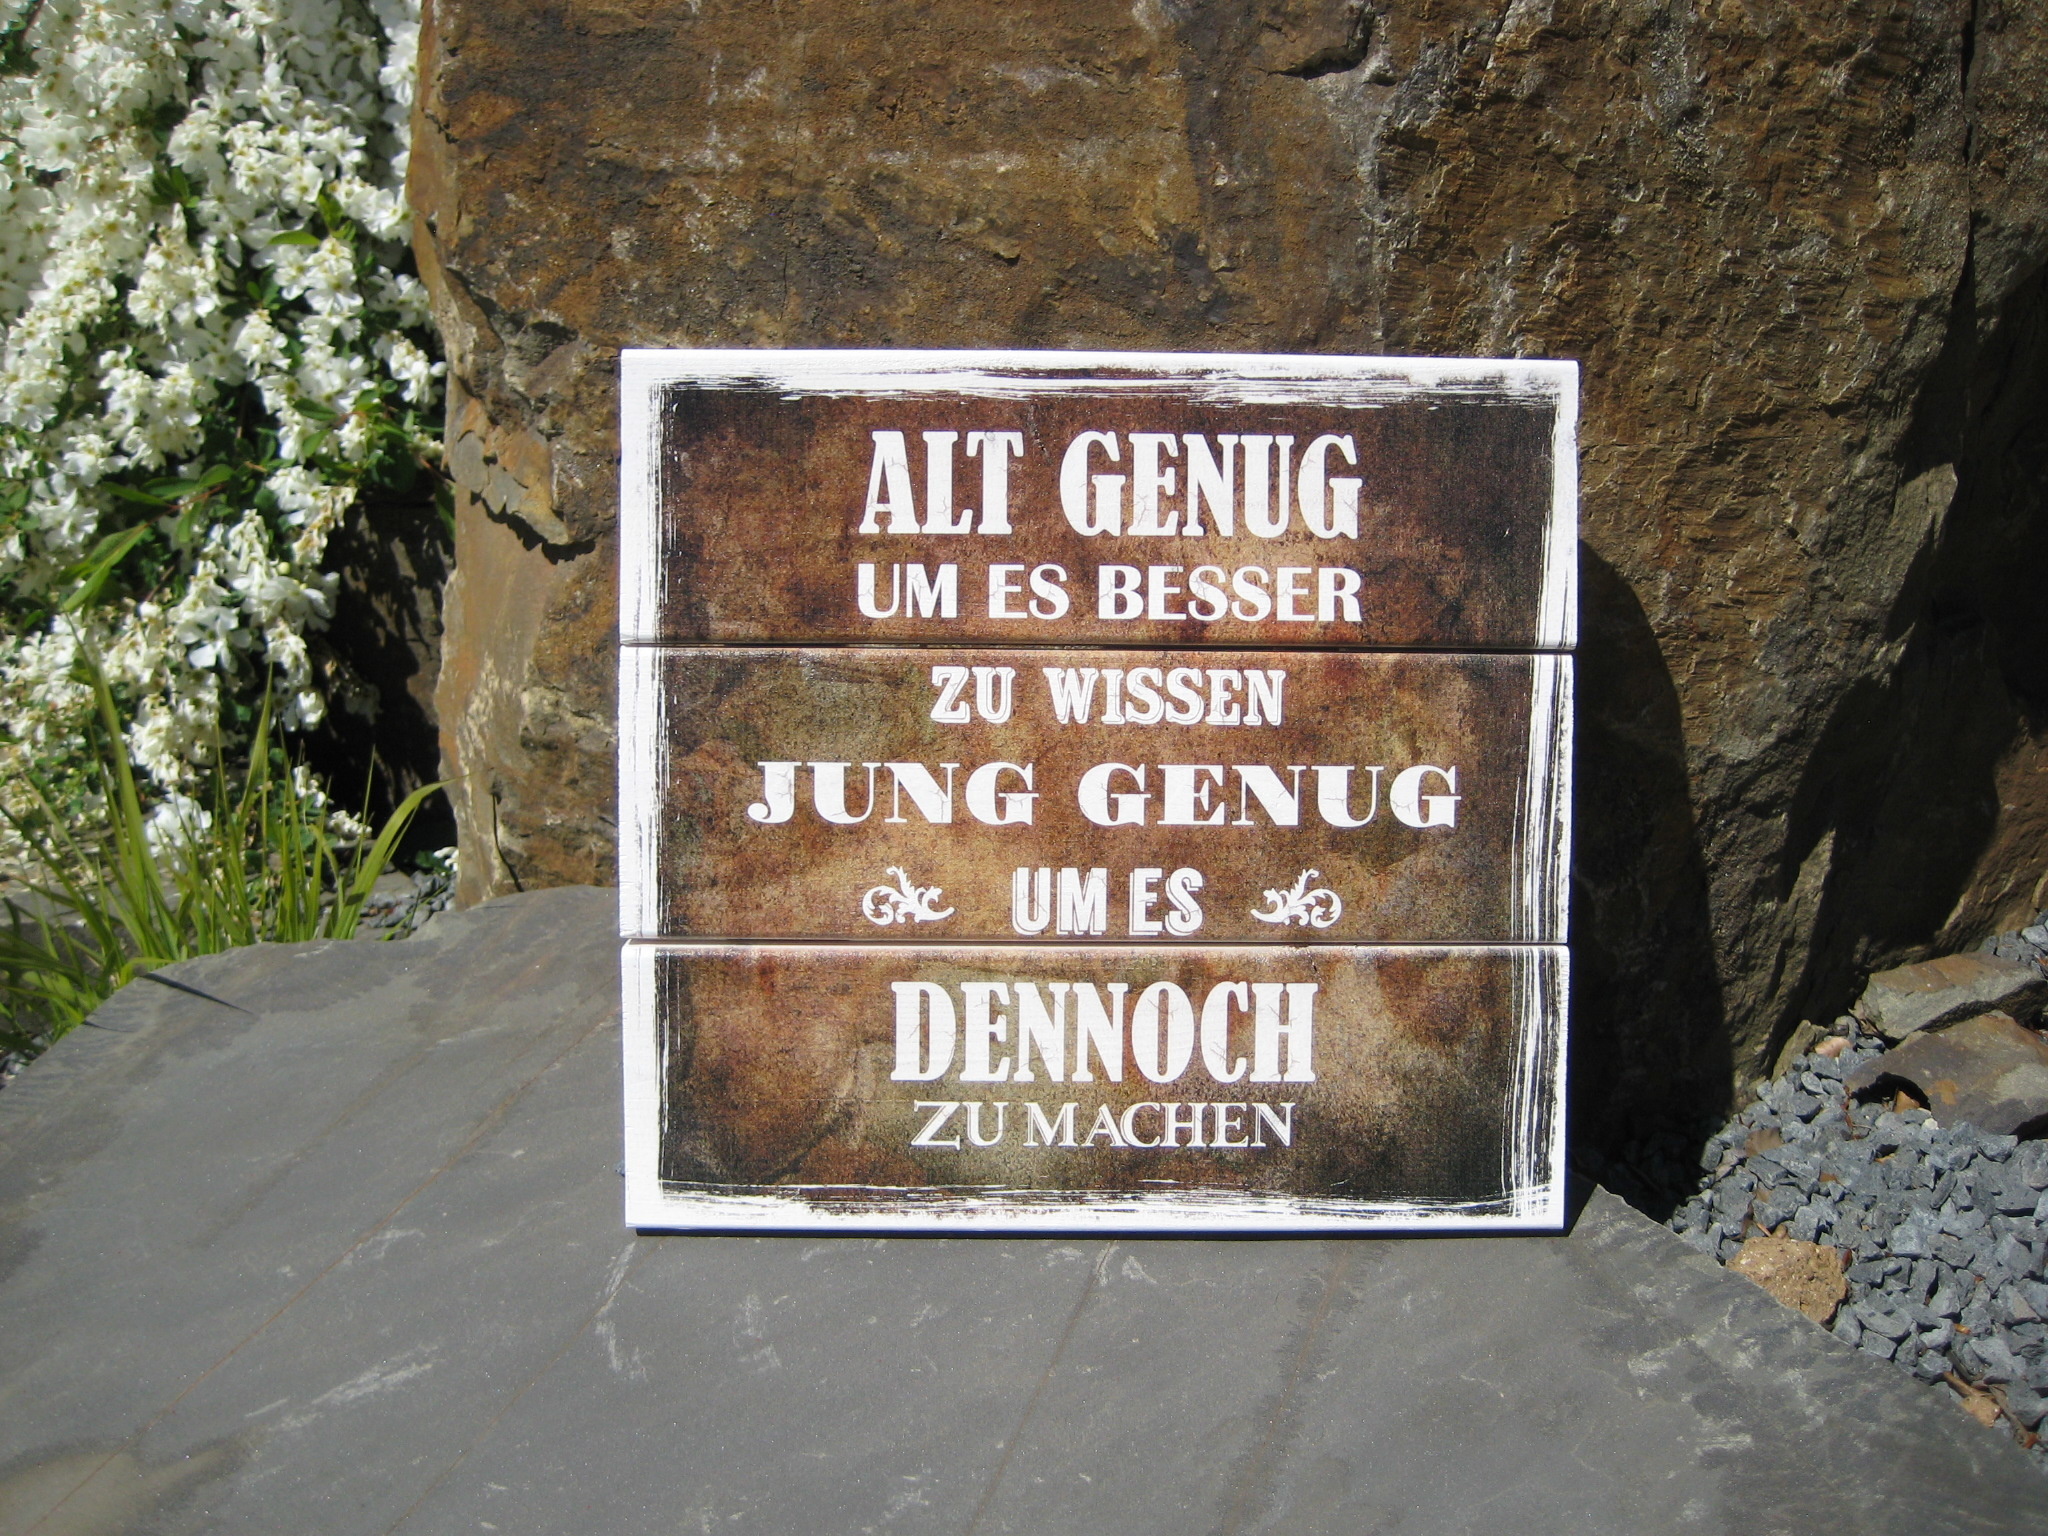 ALT GENUG
UM ES BESSER
ZU WISSEN
JUNG GENUG
UM ES
DENNOCH
ZU MACHEN